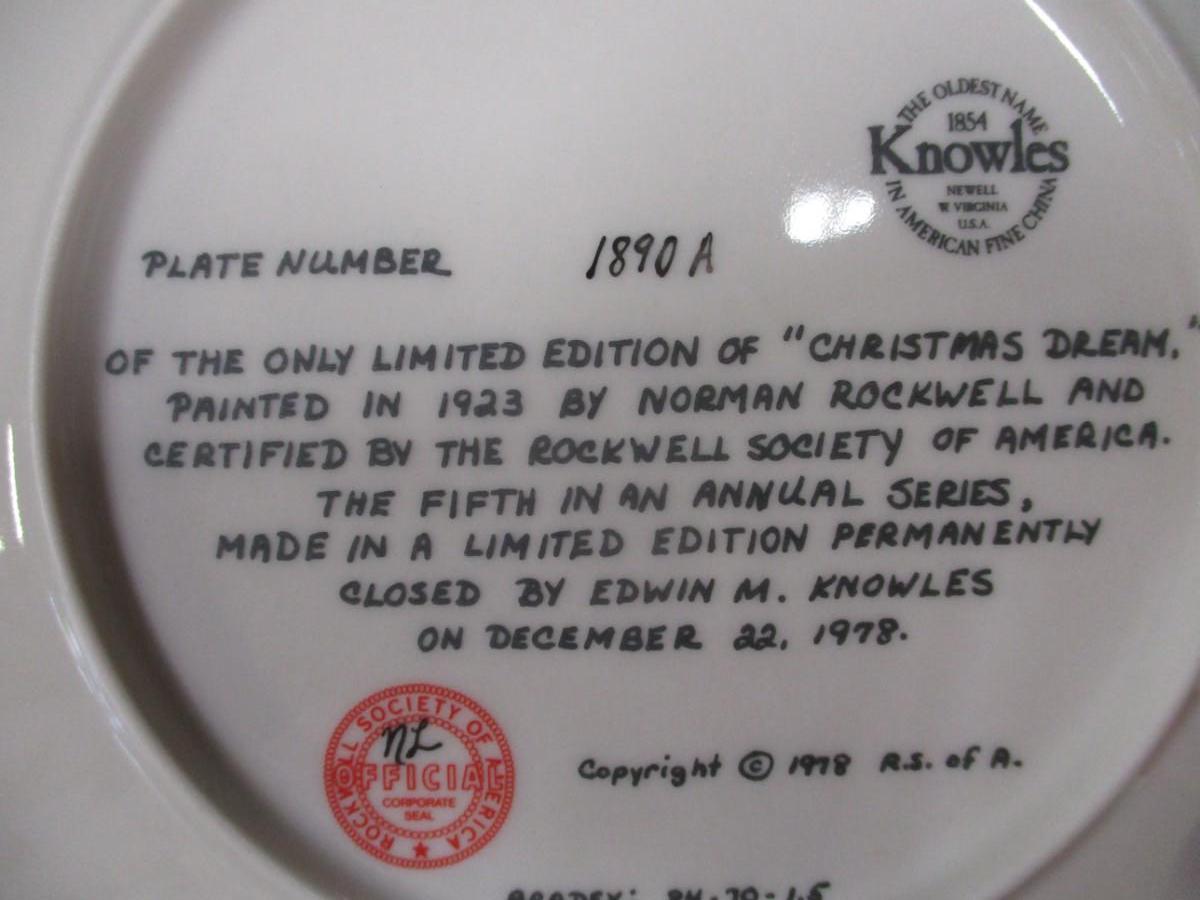 THE OLDEST NAME
1854
Knowles
NEWELL
W VIRGINIA
U.S.A.
IN AMERICAN FINE CHINA
PLATE NUMBER 1890 A
OF THE ONLY LIMITED EDITION OF "CHRISTMAS DREAM,"
PAINTED IN 1923 BY NORMAN ROCKWELL AND
CERTIFIED BY THE ROCKWELL SOCIETY OF AMERICA.
THE FIFTH IN AN ANNUAL SERIES,
MADE IN A LIMITED EDITION PERMANENTLY
CLOSED BY EDWIN M. KNOWLES
ON DECEMBER 22, 1978.
ROCKWELL SOCIETY OF AMERICA
NL
OFFICIAL
CORPORATE
SEAL
Copyright © 1978 R.S. of A.